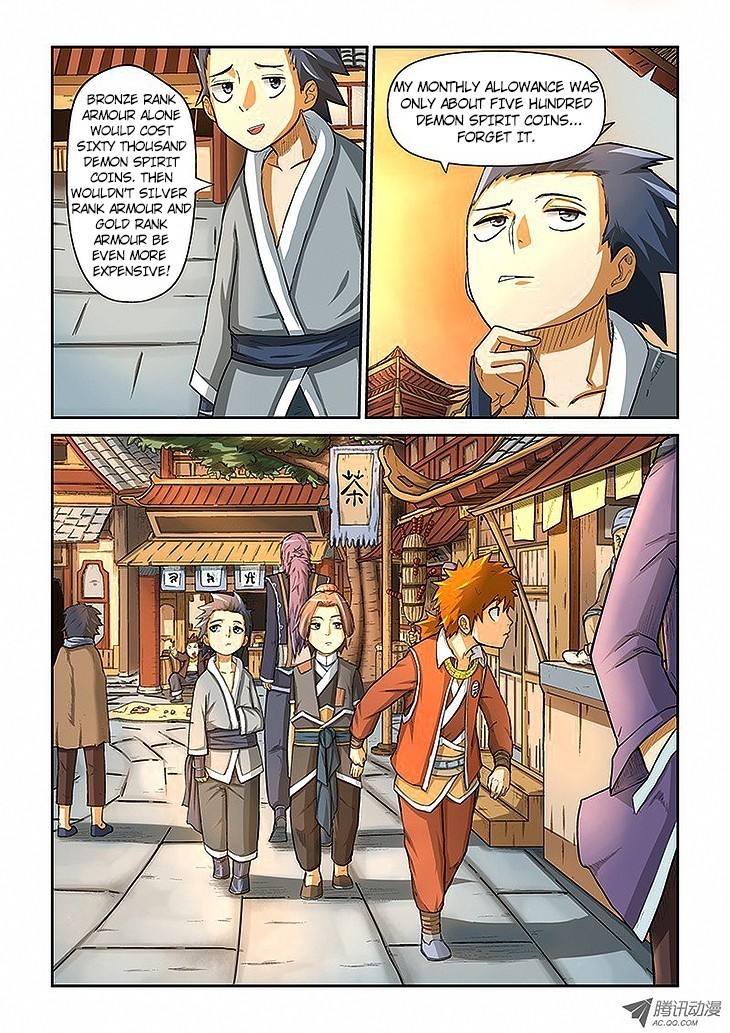 BRONZE RANK
ARMOUR ALONE
WOULD COST
SIXTY THOUSAND
DEMON SPIRIT
COINS. THEN
WOULDN'T SILVER
RANK ARMOUR AND
GOLD RANK
ARMOUR BE
EVEN MORE
EXPENSIVE!
MY MONTHLY ALLOWANCE WAS
ONLY ABOUT FIVE HUNDRED
DEMON SPIRIT COINS...
FORGET IT.
茶
腾讯动漫
AC.QQ.COM